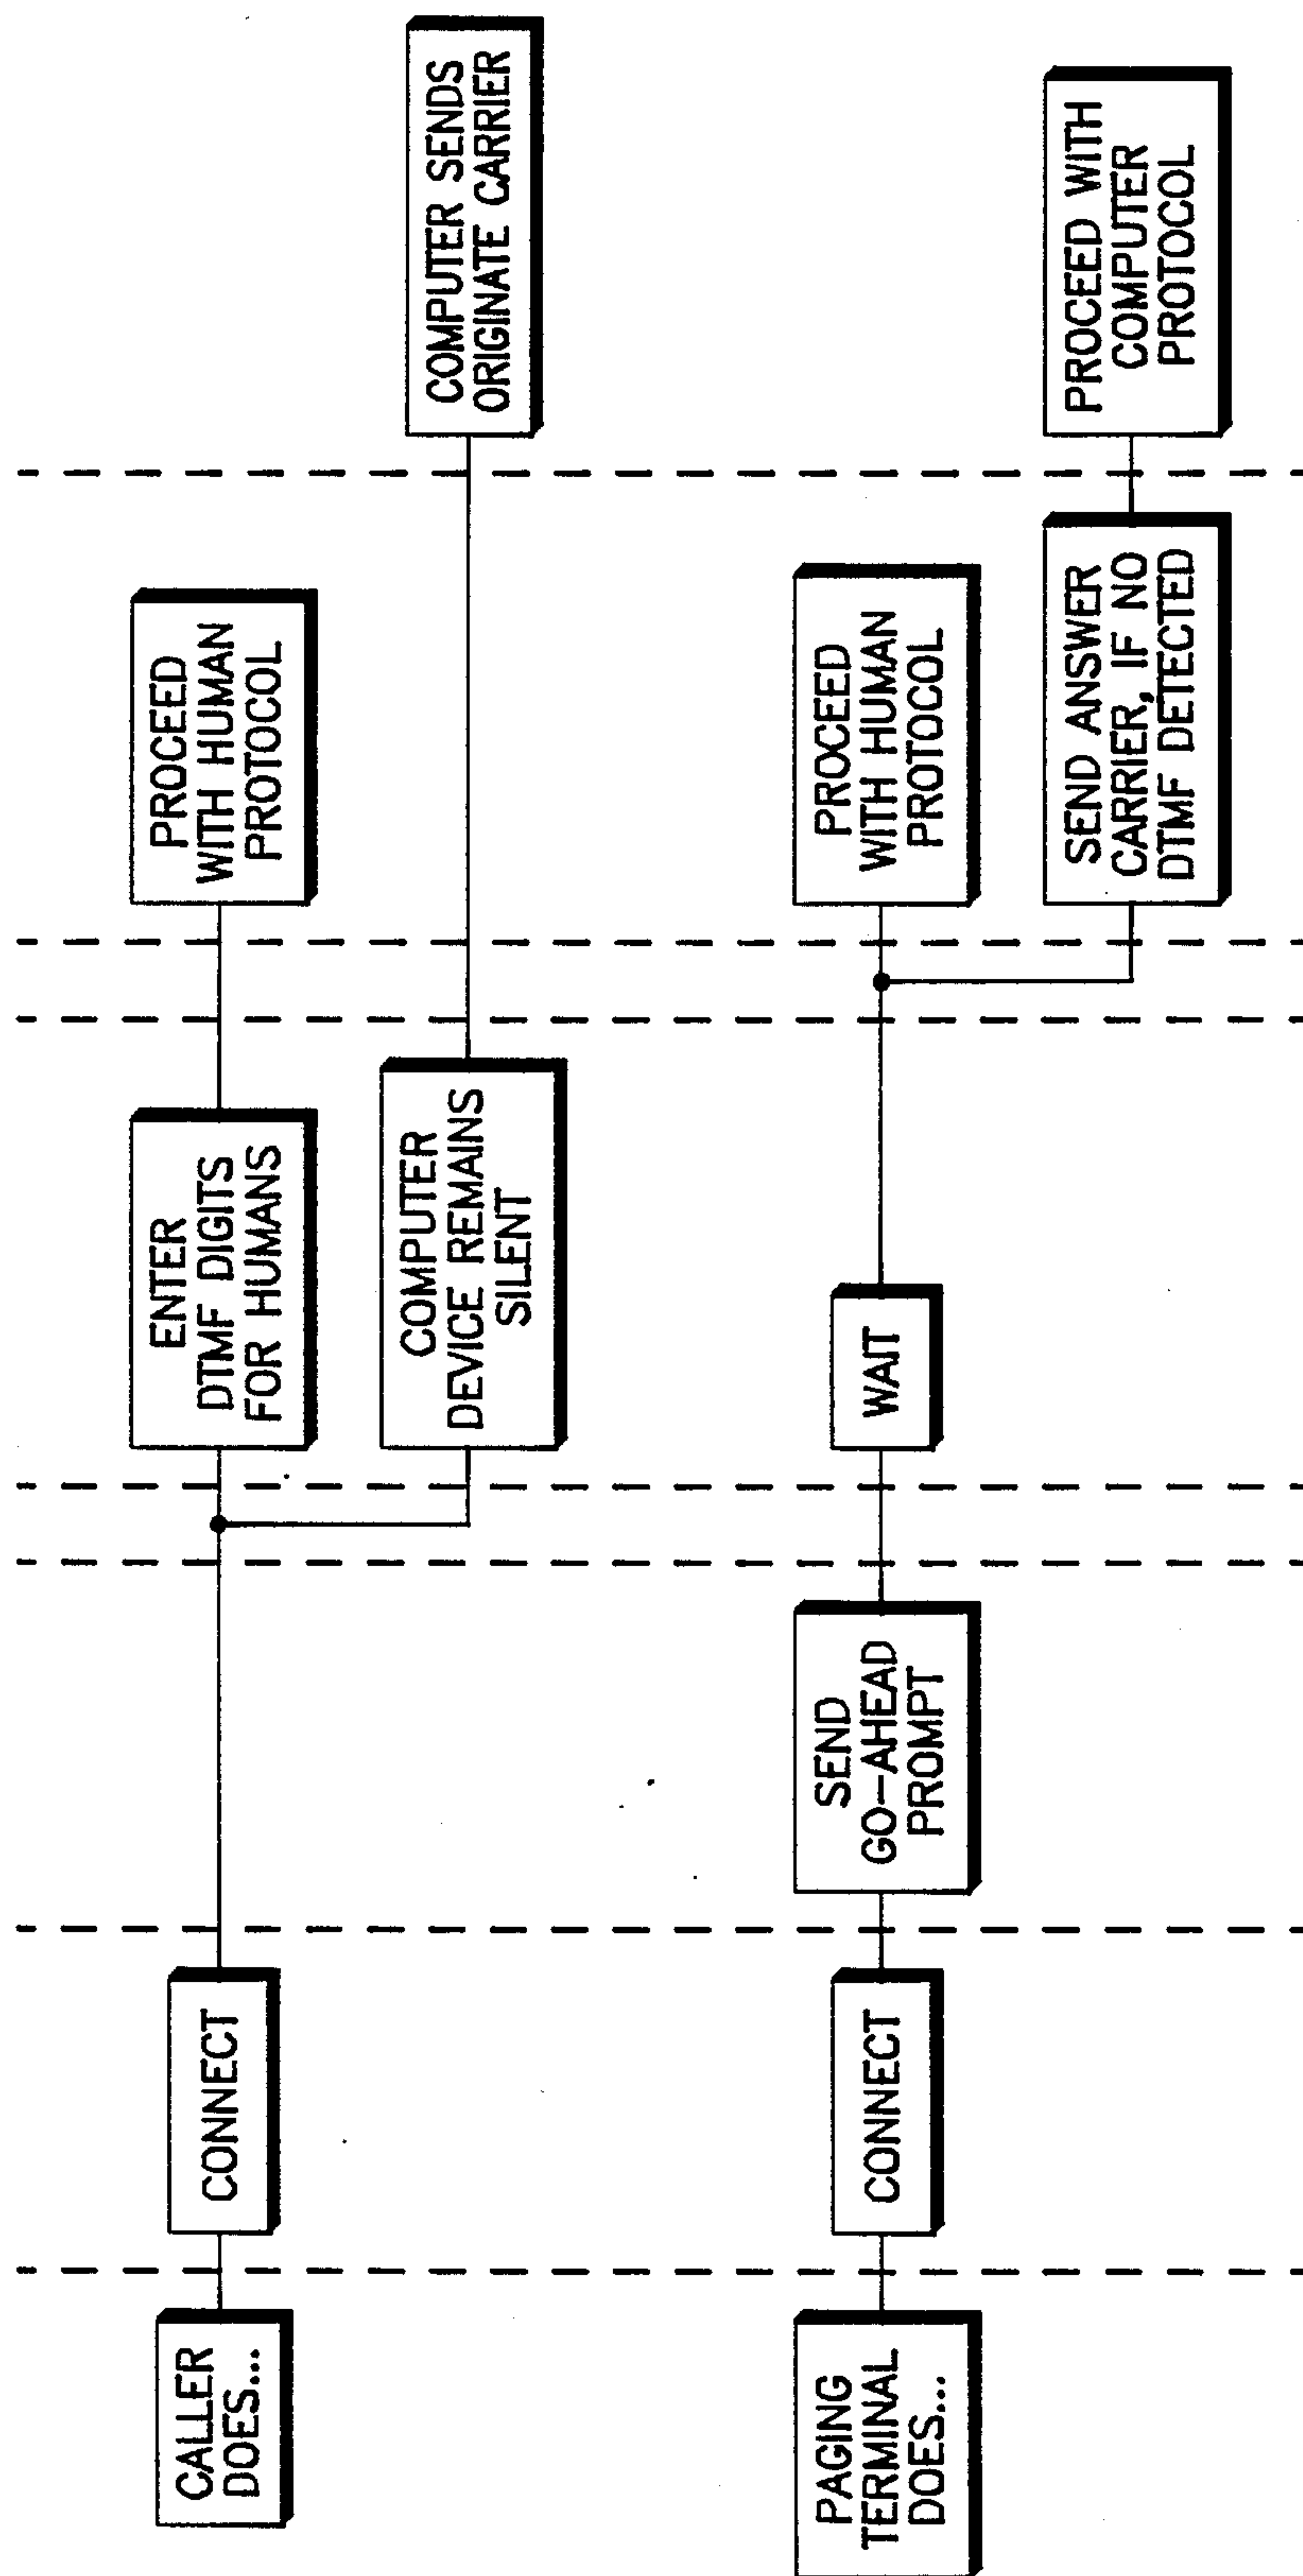 CALLER
DOES...
CONNECT
ENTER
DTMF DIGITS
FOR HUMANS
PROCEED
WITH HUMAN
PROTOCOL
COMPUTER
DEVICE REMAINS
SILENT
COMPUTER SENDS
ORIGINATE CARRIER
PAGING
TERMINAL
DOES...
CONNECT
SEND
GO-AHEAD
PROMPT
WAIT
PROCEED
WITH HUMAN
PROTOCOL
SEND ANSWER
CARRIER, IF NO
DTMF DETECTED
PROCEED WITH
COMPUTER
PROTOCOL